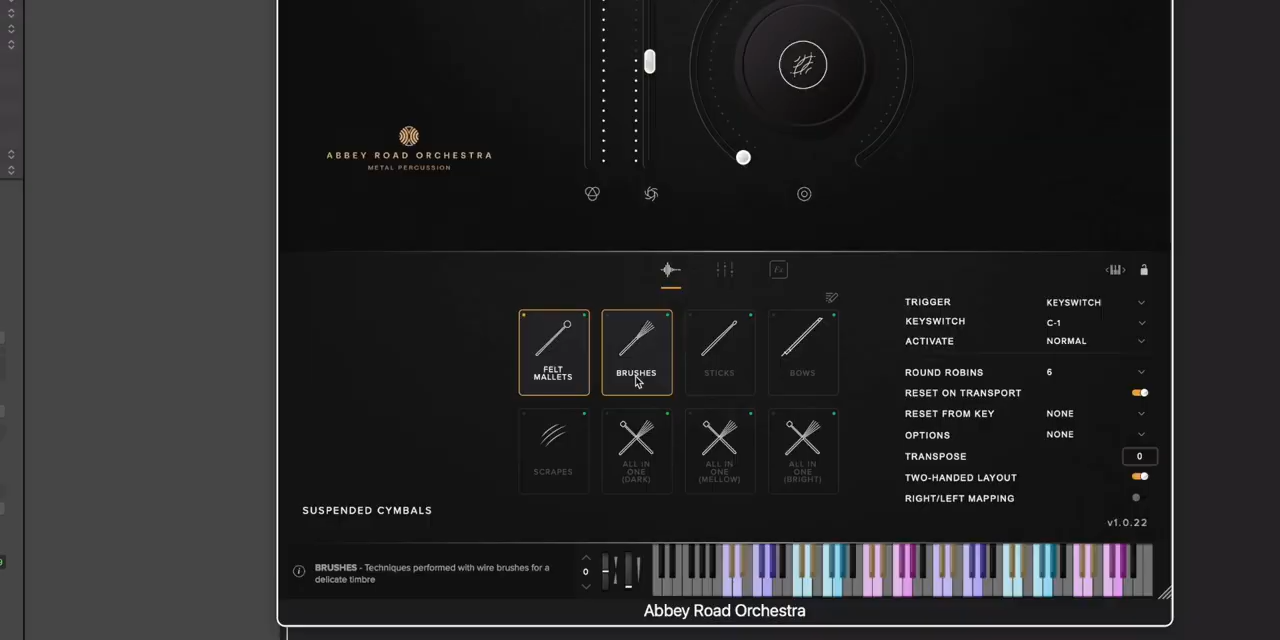 ABBEY ROAD ORCHESTRA
METAL PERCUSSION
TRIGGER KEYSWITCH
KEYSWITCH C-1
ACTIVATE NORMAL
FELT
MALLETS
BRUSHES
STICKS
BOWS
ROUND ROBINS 6
RESET ON TRANSPORT
RESET FROM KEY NONE
OPTIONS NONE
TRANSPOSE 0
TWO-HANDED LAYOUT
RIGHT/LEFT MAPPING
SCRAPES
ALL IN
ONE
(DARK)
ALL IN
ONE
(MELLOW)
ALL IN
ONE
(BRIGHT)
SUSPENDED CYMBALS
v1.0.22
BRUSHES - Techniques performed with wire brushes for a
delicate timbre
0
Abbey Road Orchestra